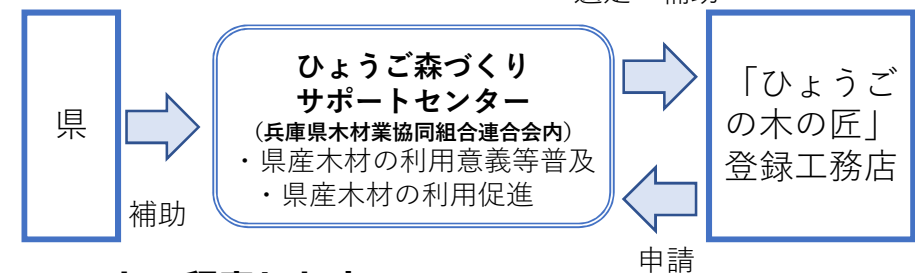 県
補助
ひょうご森づくり
サポートセンター
（兵庫県木材業協同組合連合会内）
・県産木材の利用意義等普及
・県産木材の利用促進
申請
「ひょうご
の木の匠」
登録工務店